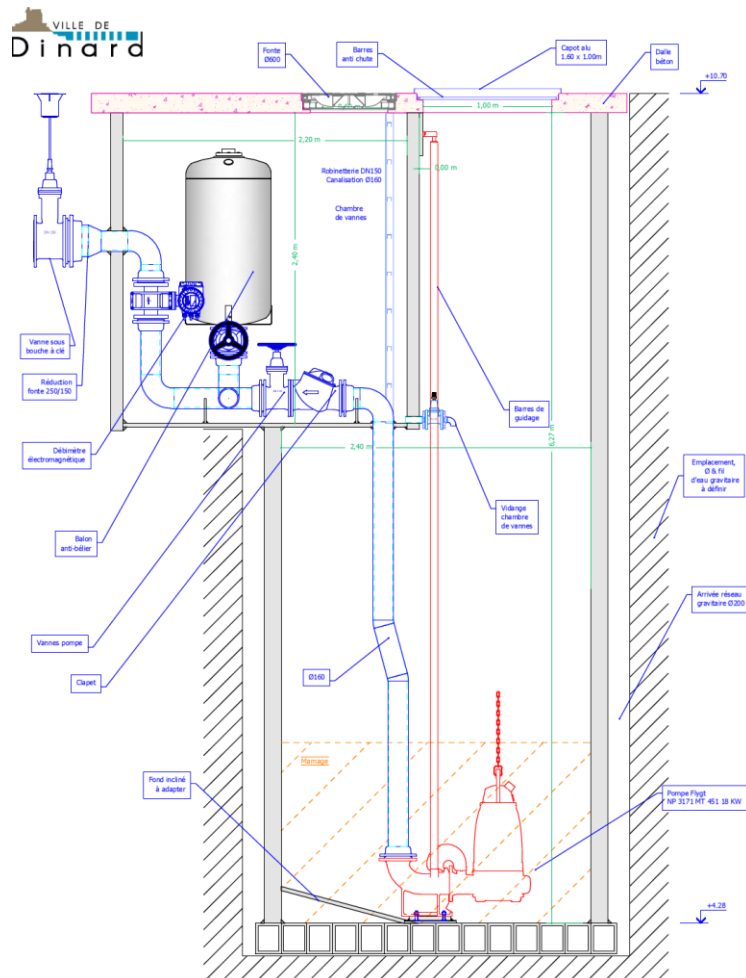 VILLE DE
Dinard
Fonte
Ø600
Barres
anti chute
Capot alu
1.60 x 1.00m
Dalle
béton
+10.70
1,00 m
2,20 m
Robinetterie DN150
Canalisation Ø160
Chambre
de vannes
2,40 m
Vanne sous
bouche à clé
Réduction
fonte 250/150
Débimètre
électromagnétique
Balon
anti-bélier
Vannes pompe
Clapet
2,40 m
6,27 m
Barres de
guidage
Vidange
chambre
de vannes
Emplacement,
Ø & fil
d'eau gravitaire
à définir
Arrivée réseau
gravitaire Ø200
Ø160
Marnage
Fond incliné
à adapter
Pompe Flygt
NP 3171 MT 451 18 KW
+4.28